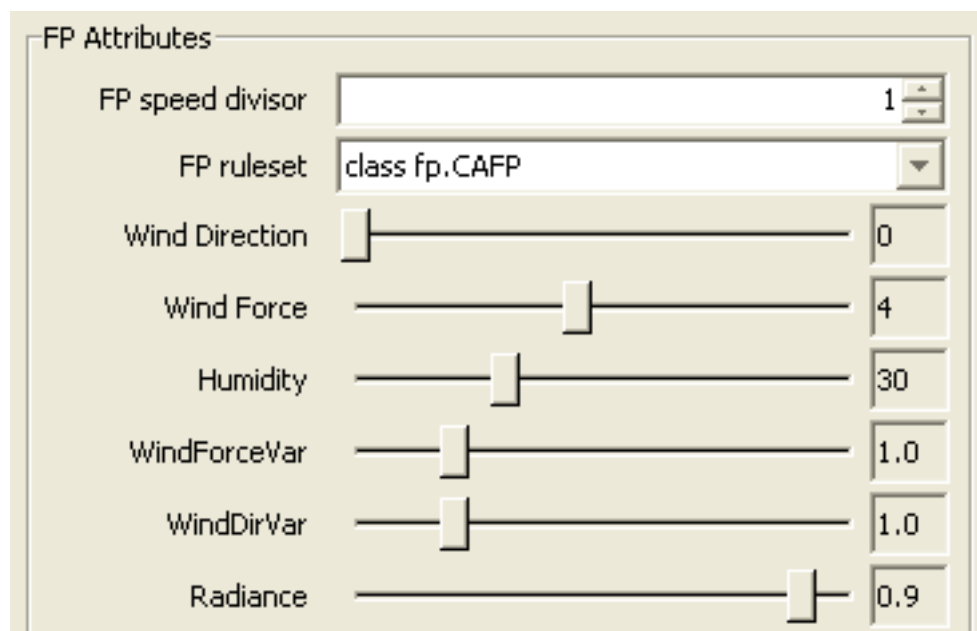 FP Attributes
FP speed divisor 1
FP ruleset class fp.CAFP
Wind Direction 0
Wind Force 4
Humidity 30
WindForceVar 1.0
WindDirVar 1.0
Radiance 0.9